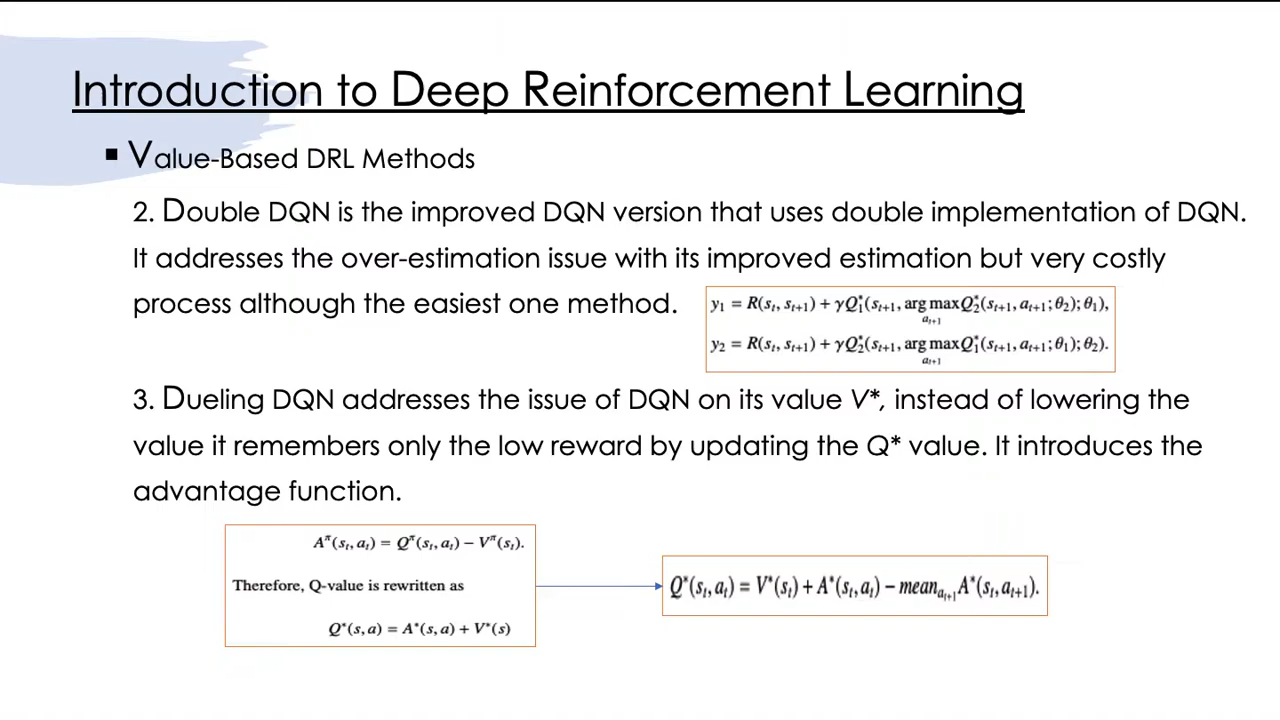 Introduction to Deep Reinforcement Learning
▪ Value-Based DRL Methods
2. Double DQN is the improved DQN version that uses double implementation of DQN.
It addresses the over-estimation issue with its improved estimation but very costly
process although the easiest one method.
y₁ = R(sₜ, sₜ₊₁) + γQ₁*(sₜ₊₁, arg max Q₂*(sₜ₊₁, aₜ₊₁; θ₂); θ₁),
aₜ₊₁
y₂ = R(sₜ, sₜ₊₁) + γQ₂*(sₜ₊₁, arg max Q₁*(sₜ₊₁, aₜ₊₁; θ₁); θ₂).
aₜ₊₁
3. Dueling DQN addresses the issue of DQN on its value V*, instead of lowering the
value it remembers only the low reward by updating the Q* value. It introduces the
advantage function.
A^π(sₜ, aₜ) = Q^π(sₜ, aₜ) − V^π(sₜ).
Therefore, Q-value is rewritten as
Q*(s, a) = A*(s, a) + V*(s)
Q*(sₜ, aₜ) = V*(sₜ) + A*(sₜ, aₜ) − mean_{aₜ₊₁} A*(sₜ, aₜ₊₁).